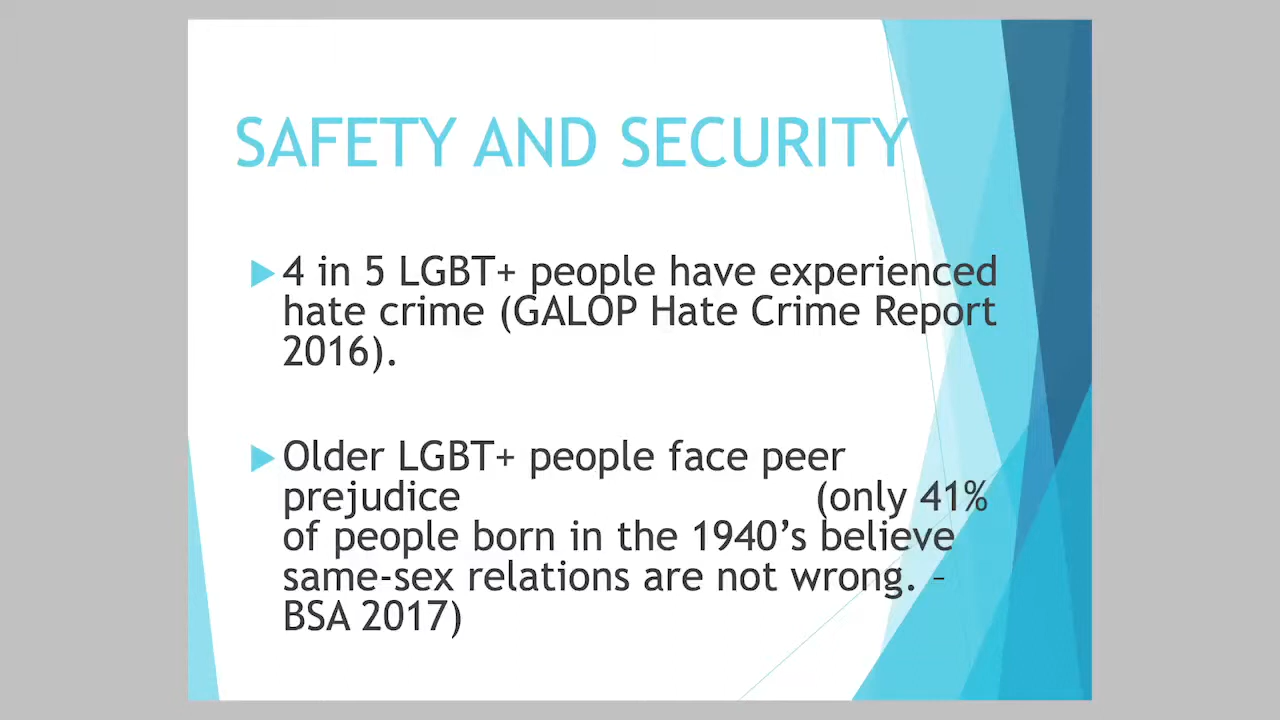 SAFETY AND SECURITY
4 in 5 LGBT+ people have experienced
hate crime (GALOP Hate Crime Report
2016).
Older LGBT+ people face peer
prejudice (only 41%
of people born in the 1940’s believe
same-sex relations are not wrong. –
BSA 2017)